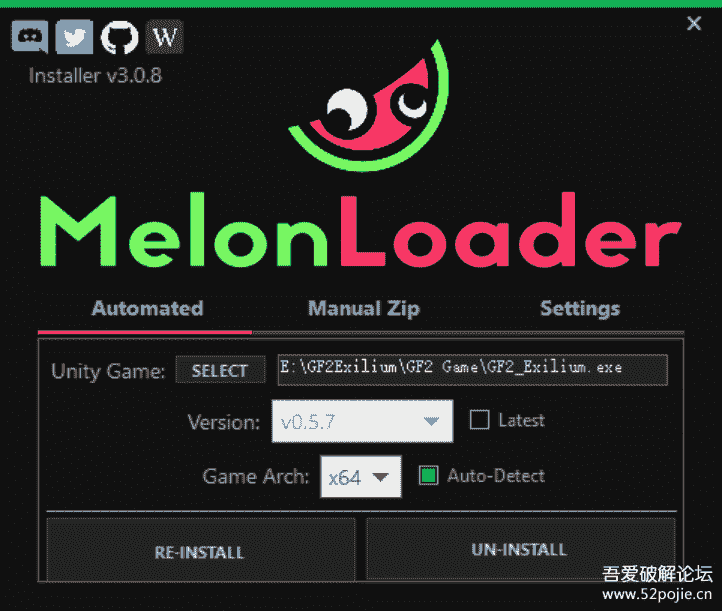 W
Installer v3.0.8
MelonLoader
Automated Manual Zip Settings
Unity Game: SELECT E:\GF2Exilium\GF2 Game\GF2_Exilium.exe
Version: v0.5.7 Latest
Game Arch: x64 Auto-Detect
RE-INSTALL UN-INSTALL
吾爱破解论坛
www.52pojie.cn